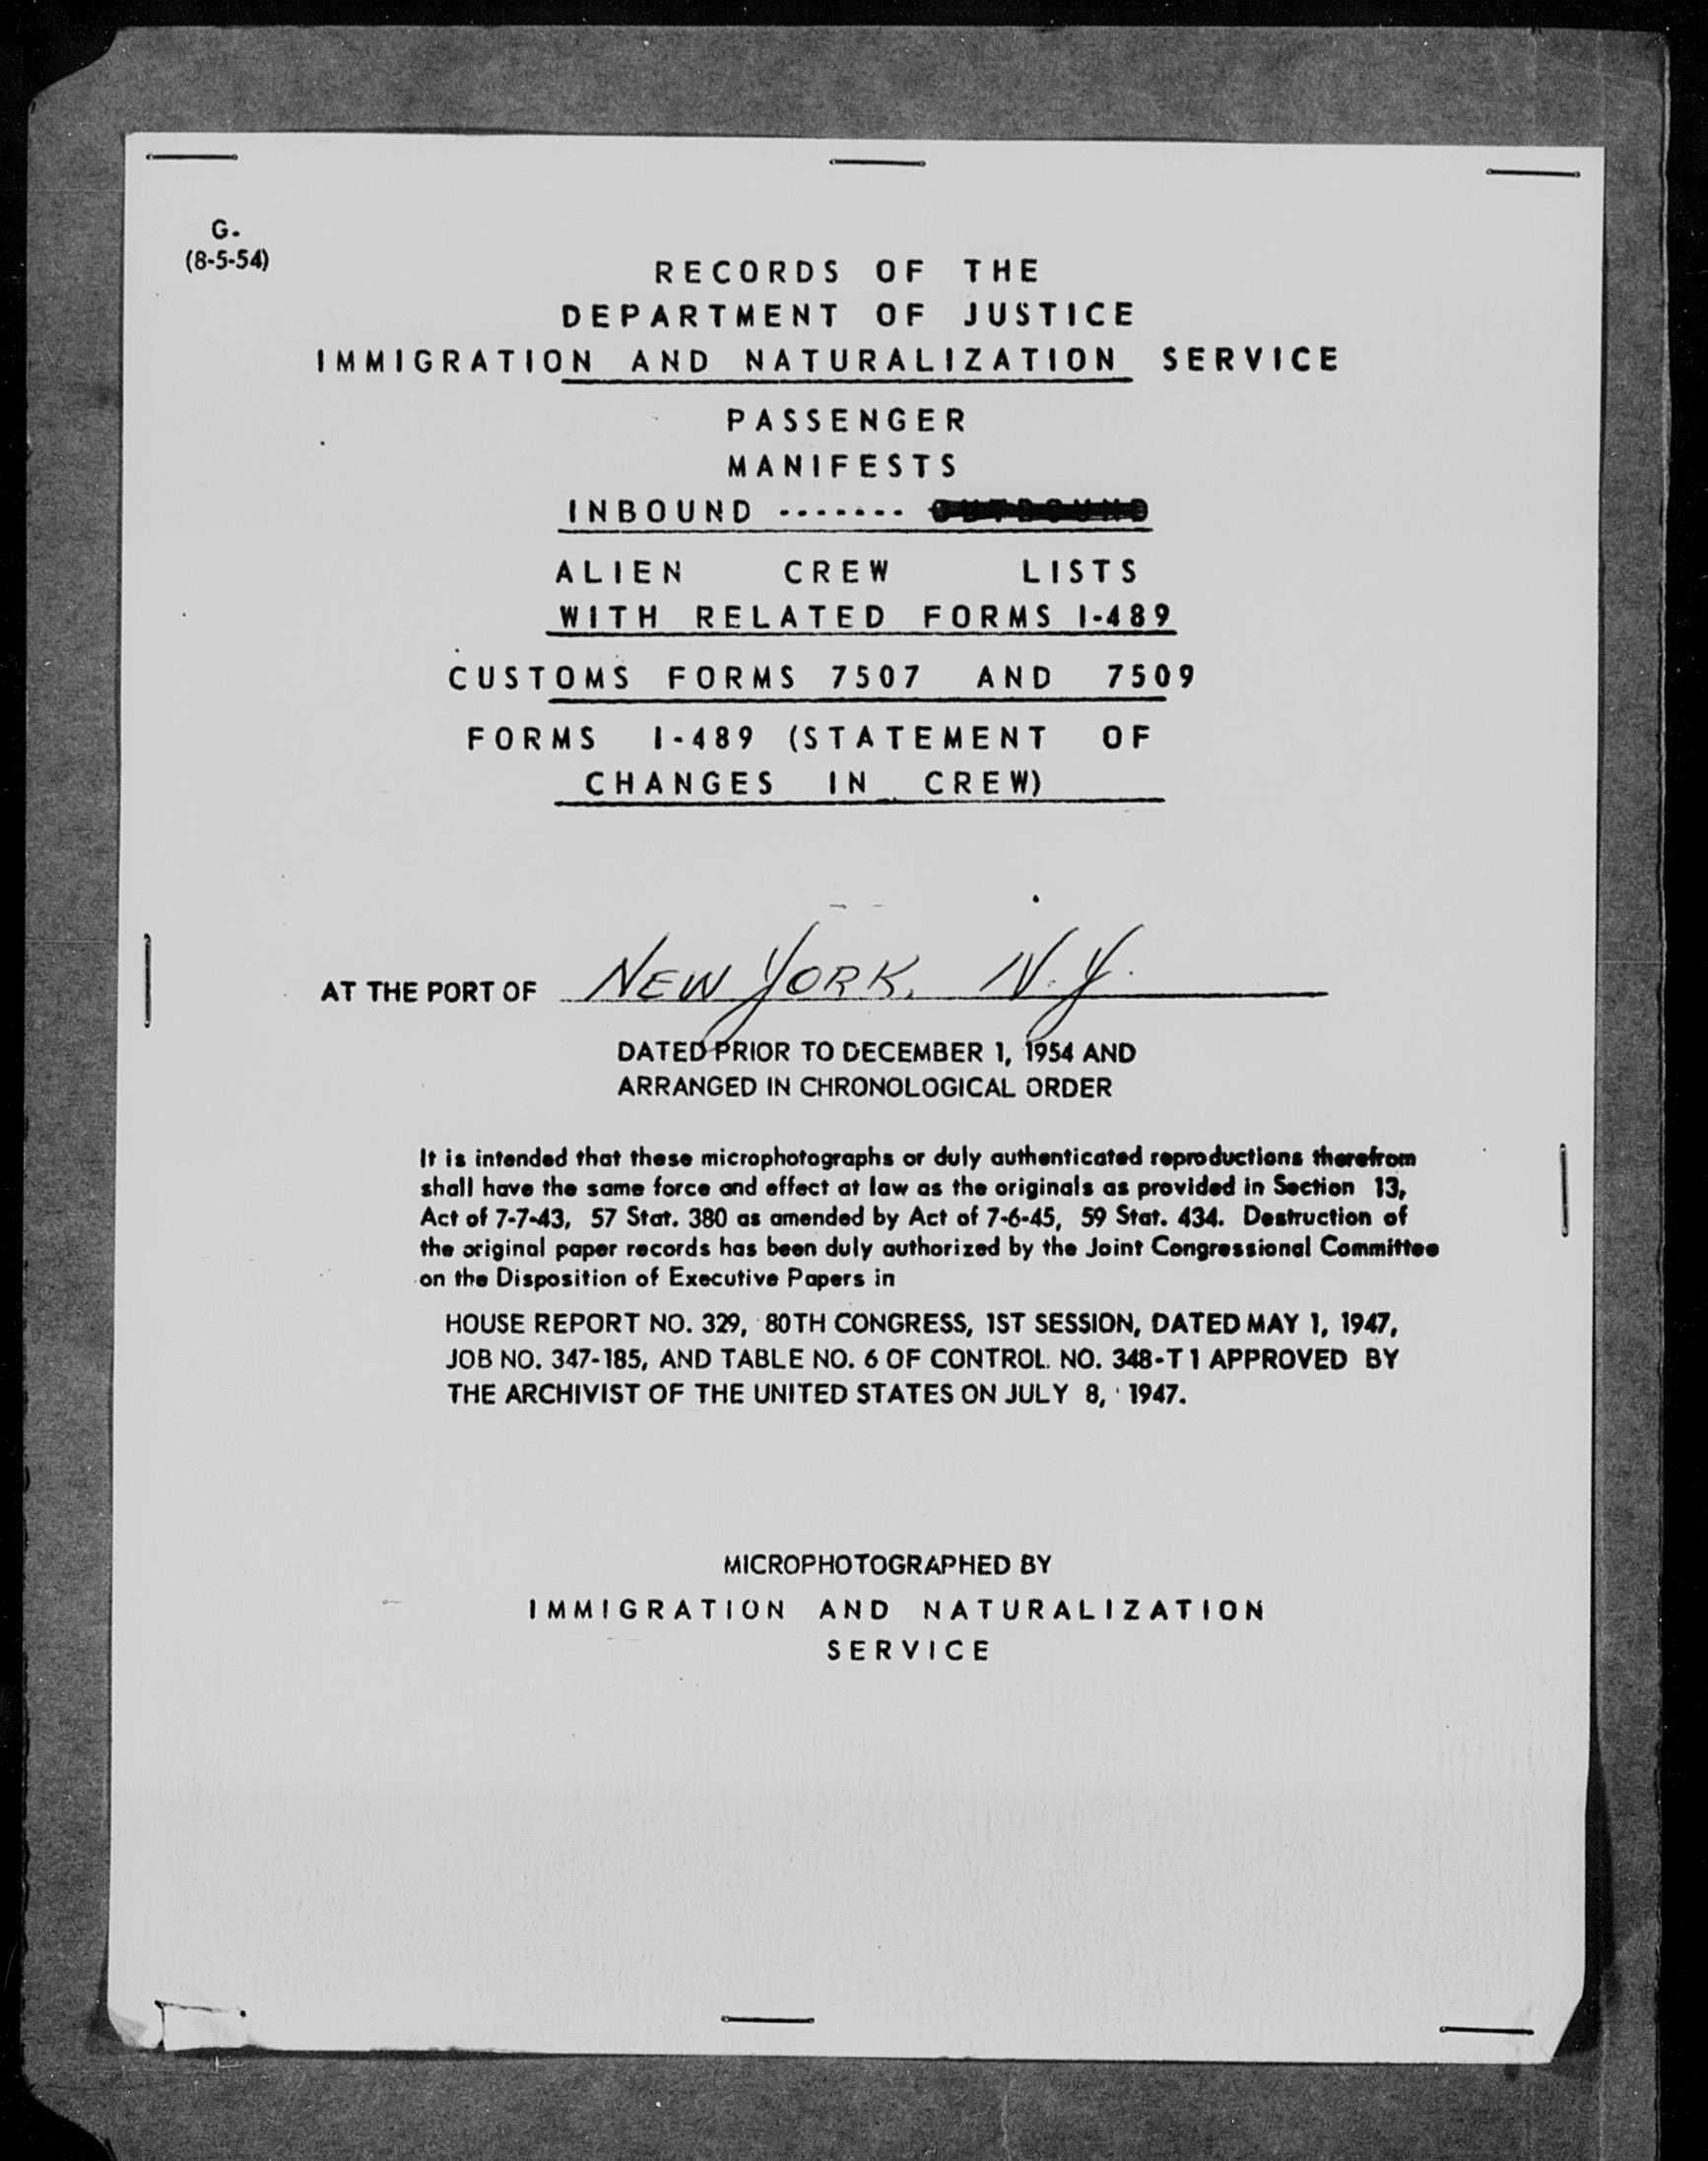 G.
(8-5-54)
RECORDS OF THE
DEPARTMENT OF JUSTICE
IMMIGRATION AND NATURALIZATION SERVICE
PASSENGER
MANIFESTS
INBOUND ------- OUTBOUND
ALIEN CREW LISTS
WITH RELATED FORMS I-489
CUSTOMS FORMS 7507 AND 7509
FORMS I-489 (STATEMENT OF
CHANGES IN CREW)
AT THE PORT OF NEW YORK, N.Y.
DATED PRIOR TO DECEMBER 1, 1954 AND
ARRANGED IN CHRONOLOGICAL ORDER
It is intended that these microphotographs or duly authenticated reproductions therefrom
shall have the same force and effect at law as the originals as provided in Section 13,
Act of 7-7-43, 57 Stat. 380 as amended by Act of 7-6-45, 59 Stat. 434. Destruction of
the original paper records has been duly authorized by the Joint Congressional Committee
on the Disposition of Executive Papers in
HOUSE REPORT NO. 329, 80TH CONGRESS, 1ST SESSION, DATED MAY 1, 1947,
JOB NO. 347-185, AND TABLE NO. 6 OF CONTROL. NO. 348-T1 APPROVED BY
THE ARCHIVIST OF THE UNITED STATES ON JULY 8, 1947.
MICROPHOTOGRAPHED BY
IMMIGRATION AND NATURALIZATION
SERVICE